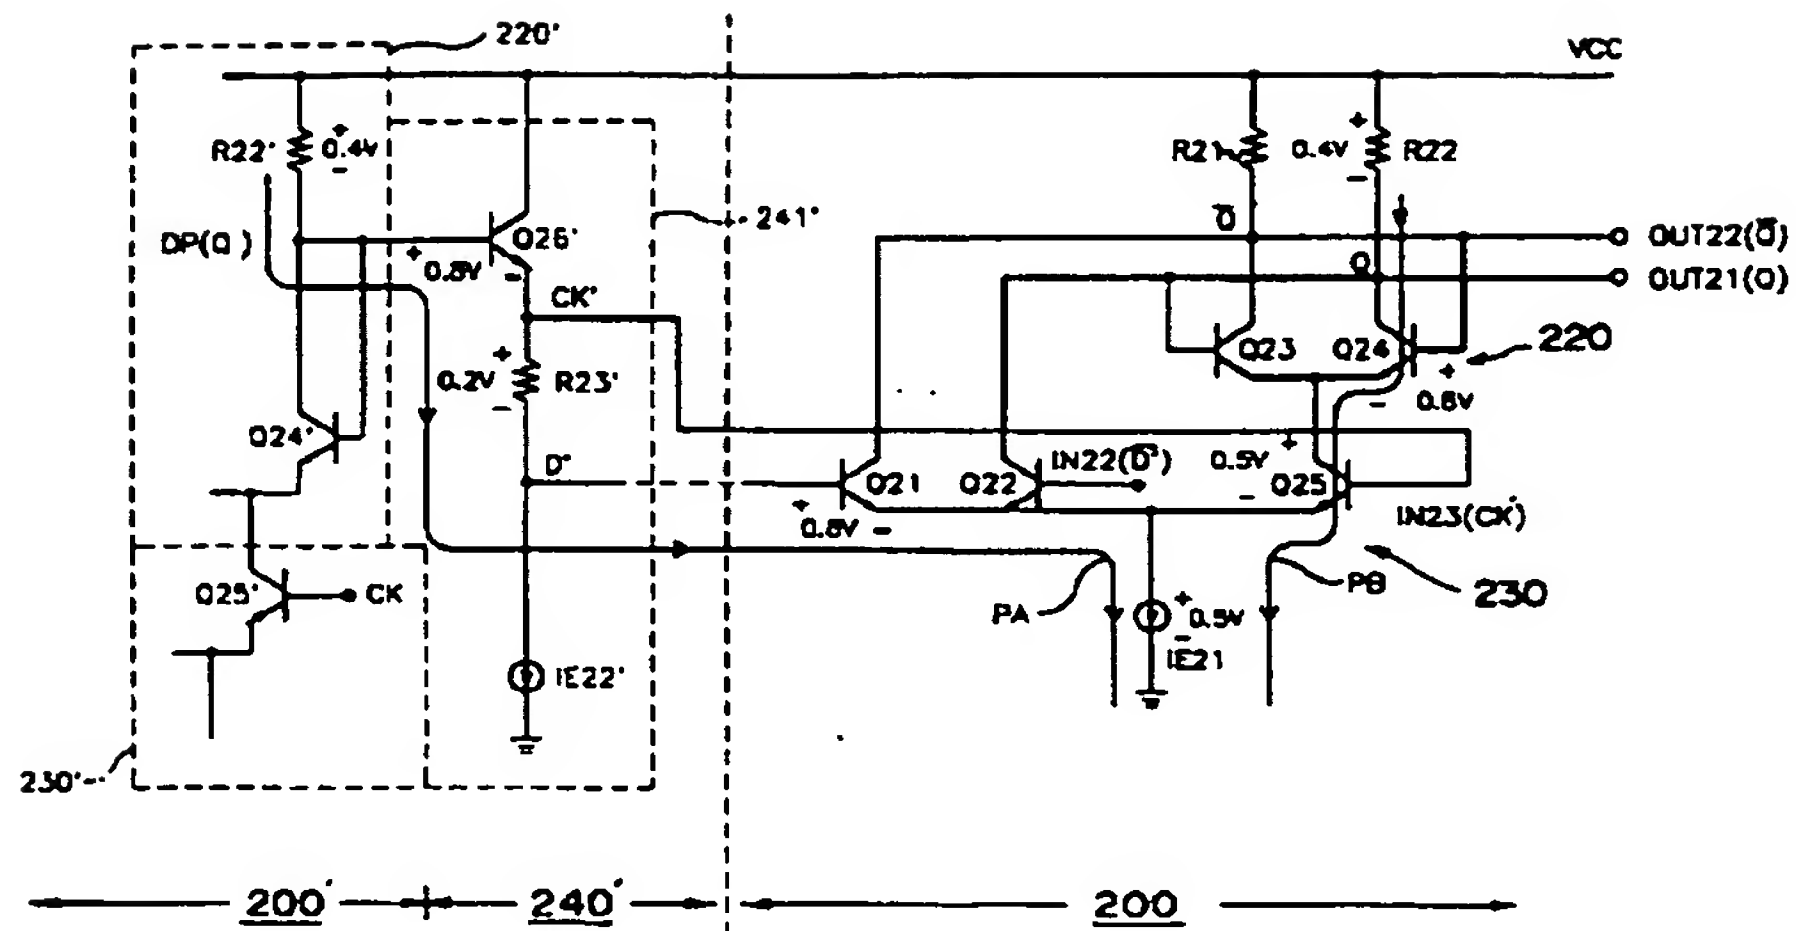 220'
VCC
R22'
+
0.4V
−
R21
+
0.4V
−
R22
241'
DP(Q)
Q26'
+
0.8V
−
Q̄
OUT22(Q̄)
Q
OUT21(Q)
CK'
Q23
Q24
220
+
0.2V
−
R23'
+
0.8V
−
Q24'
D'
IN22(D̄')
+
0.5V
−
Q21
Q22
Q25
+
0.8V
−
IN23(CK')
Q25'
CK
PA
+
0.5V
−
PB
230
IE22'
IE21
230'
200'
240'
200